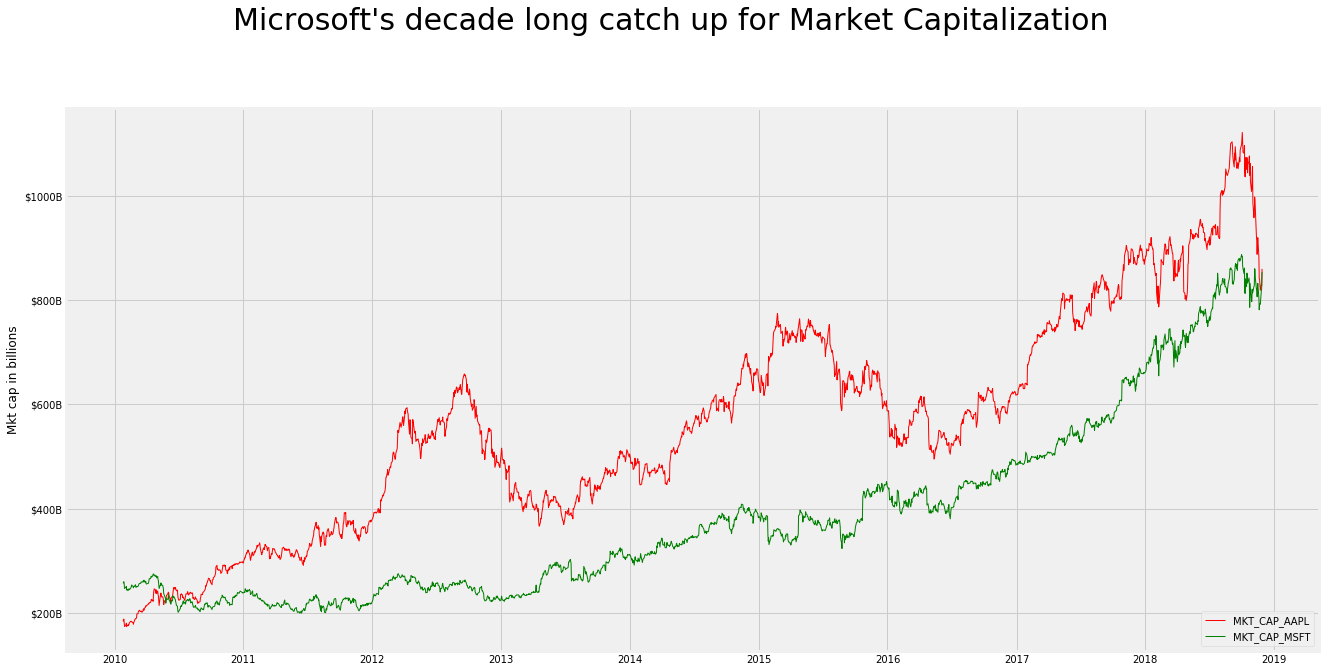 Microsoft's decade long catch up for Market Capitalization
Mkt cap in billions
$1000B
$800B
$600B
$400B
$200B
2010 2011 2012 2013 2014 2015 2016 2017 2018 2019
MKT_CAP_AAPL
MKT_CAP_MSFT